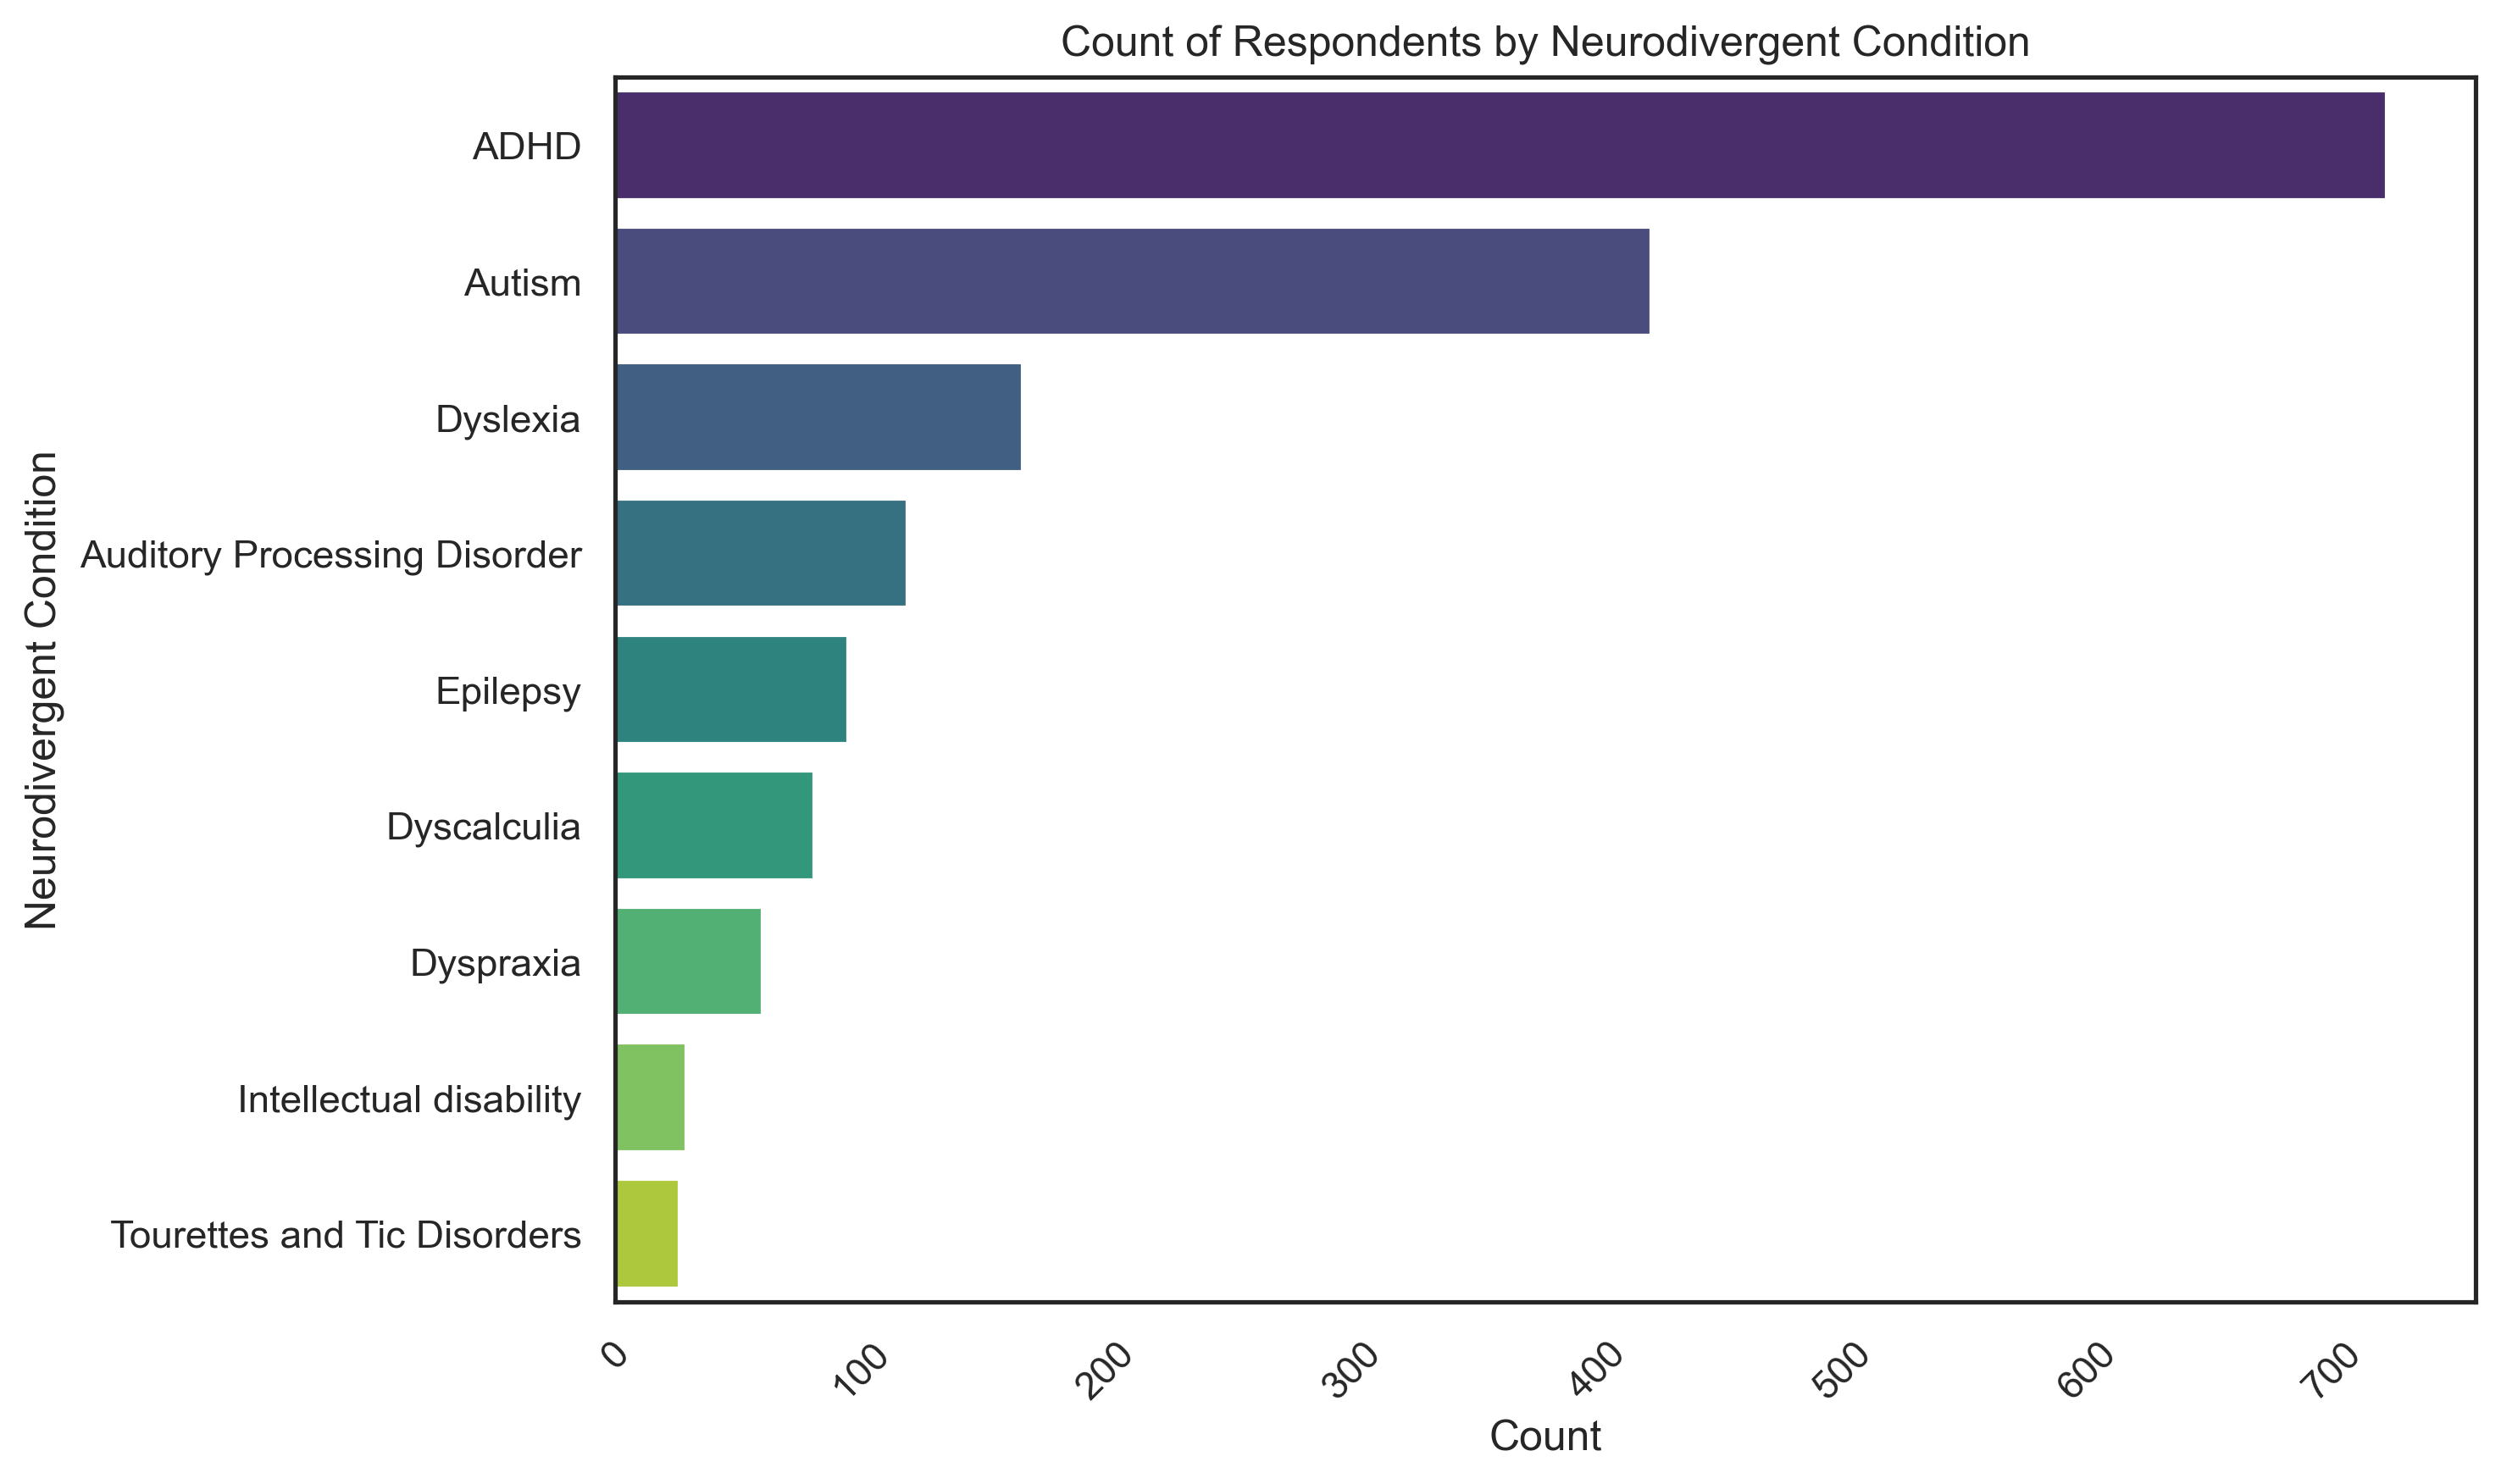 Count of Respondents by Neurodivergent Condition
Neurodivergent Condition
ADHD
Autism
Dyslexia
Auditory Processing Disorder
Epilepsy
Dyscalculia
Dyspraxia
Intellectual disability
Tourettes and Tic Disorders
0 100 200 300 400 500 600 700
Count